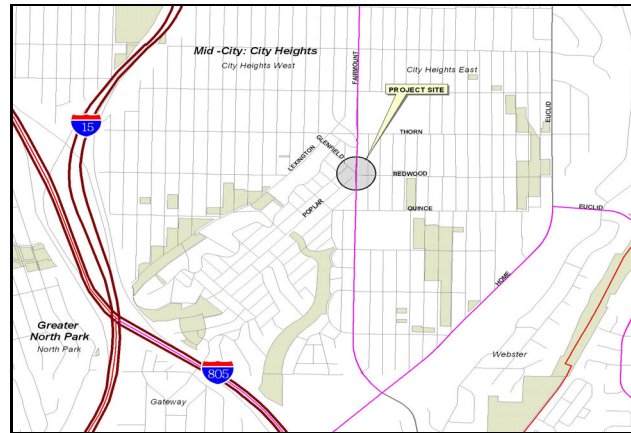 Mid -City: City Heights
City Heights West
FAIRMOUNT
City Heights East
PROJECT SITE
EUCLID
15
THORN
GLENFIELD
LEXINGTON
REDWOOD
POPLAR
QUINCE
EUCLID
HOME
Greater
North Park
North Park
Webster
805
Gateway